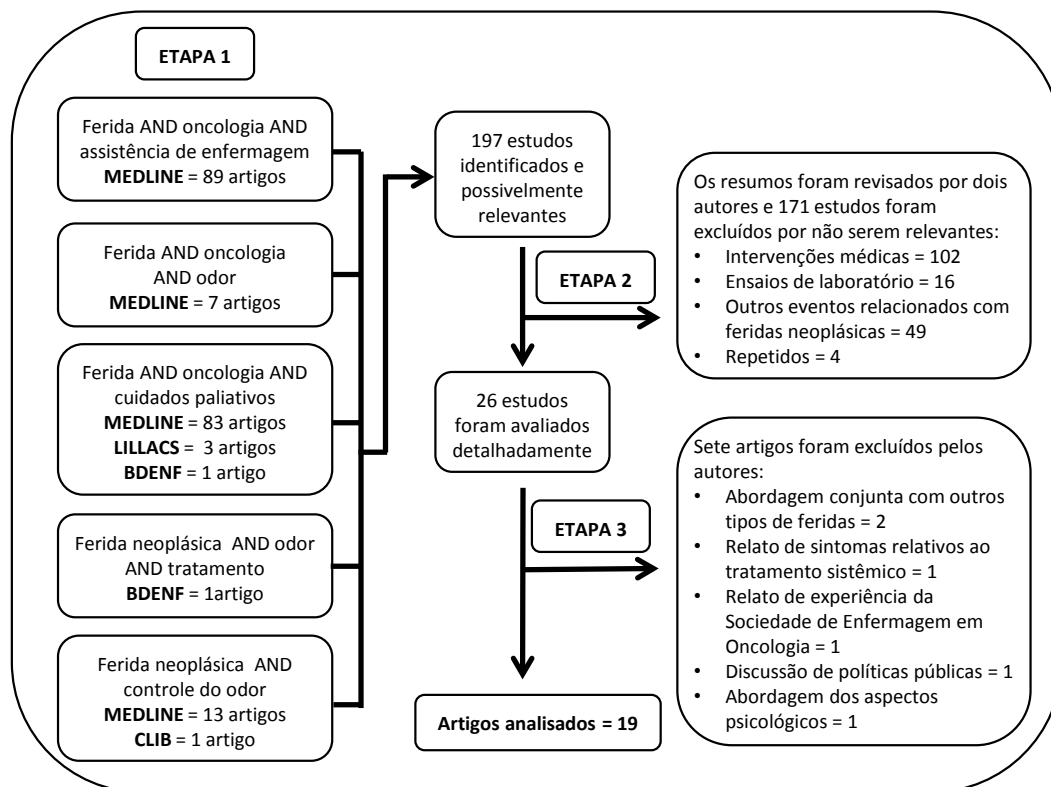 ETAPA 1
Ferida AND oncologia AND
assistência de enfermagem
MEDLINE = 89 artigos
Ferida AND oncologia
AND odor
MEDLINE = 7 artigos
Ferida AND oncologia AND
cuidados paliativos
MEDLINE = 83 artigos
LILLACS = 3 artigos
BDENF = 1 artigo
Ferida neoplásica AND odor
AND tratamento
BDENF = 1artigo
Ferida neoplásica AND
controle do odor
MEDLINE = 13 artigos
CLIB = 1 artigo
197 estudos
identificados e
possivelmente
relevantes
ETAPA 2
Os resumos foram revisados por dois
autores e 171 estudos foram
excluídos por não serem relevantes:
• Intervenções médicas = 102
• Ensaios de laboratório = 16
• Outros eventos relacionados com
feridas neoplásicas = 49
• Repetidos = 4
26 estudos
foram avaliados
detalhadamente
ETAPA 3
Sete artigos foram excluídos pelos
autores:
• Abordagem conjunta com outros
tipos de feridas = 2
• Relato de sintomas relativos ao
tratamento sistêmico = 1
• Relato de experiência da
Sociedade de Enfermagem em
Oncologia = 1
• Discussão de políticas públicas = 1
• Abordagem dos aspectos
psicológicos = 1
Artigos analisados = 19